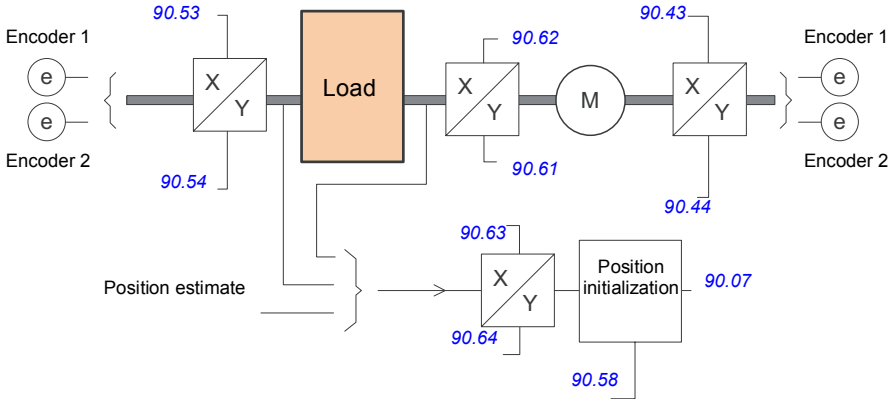 90.53
90.43
Encoder 1
90.62
Encoder 1
e
X
Y
Load
X
Y
M
X
Y
e
e
e
Encoder 2
90.54
90.61
90.44
Encoder 2
90.63
Position estimate
X
Y
Position
initialization
90.07
90.64
90.58